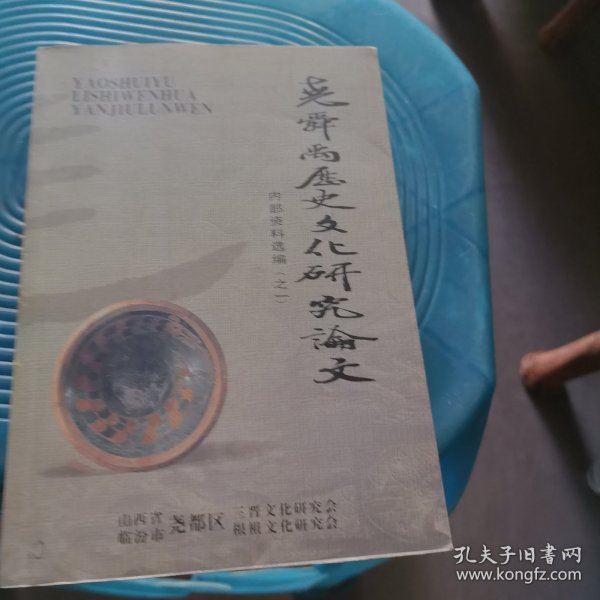 YAOSHUIYU
LISHIWENHUA
YANJIULUNWEN
尧舜禹歷史文化研究論文
内部资料选编（之一）
山西省
临汾市
尧都区
三晋文化研究会
根祖文化研究会
孔夫子旧书网
www.kongfz.com